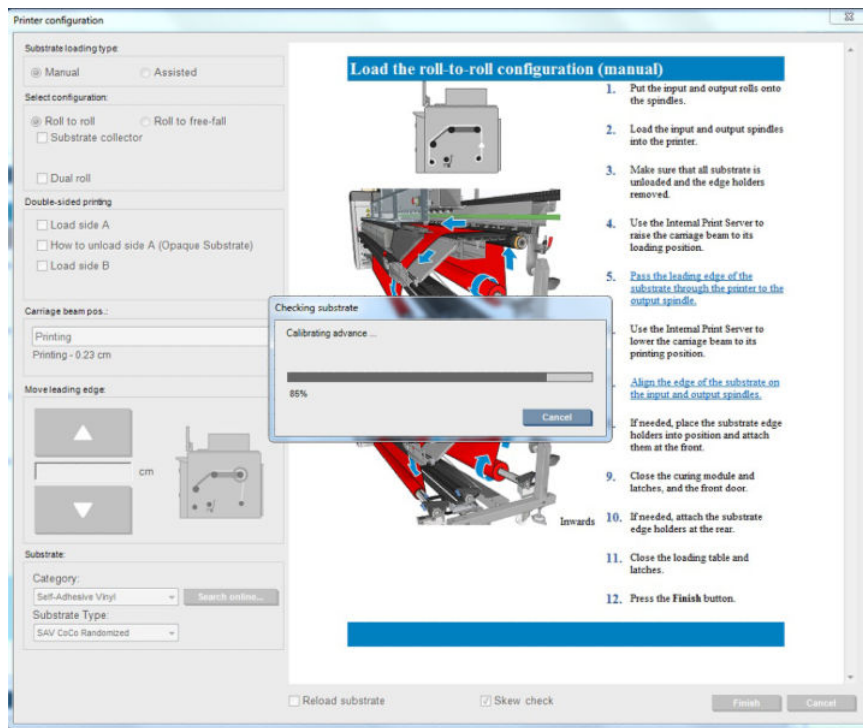 Printer configuration
Substrate loading type:
Manual
Assisted
Select configuration:
Roll to roll
Roll to free-fall
Substrate collector
Dual roll
Double-sided printing
Load side A
How to unload side A (Opaque Substrate)
Load side B
Carriage beam pos.:
Printing
Printing - 0.23 cm
Move leading edge:
cm
Substrate:
Category:
Self-Adhesive Vinyl
Search online...
Substrate Type:
SAV CoCo Randomized
Load the roll-to-roll configuration (manual)
1. Put the input and output rolls onto
the spindles.
2. Load the input and output spindles
into the printer.
3. Make sure that all substrate is
unloaded and the edge holders
removed.
4. Use the Internal Print Server to
raise the carriage beam to its
loading position.
5. Pass the leading edge of the
substrate through the printer to the
output spindle.
Use the Internal Print Server to
lower the carriage beam to its
printing position.
Align the edge of the substrate on
the input and output spindles.
If needed, place the substrate edge
holders into position and attach
them at the front.
9. Close the curing module and
latches, and the front door.
Inwards
10. If needed, attach the substrate
edge holders at the rear.
11. Close the loading table and
latches.
12. Press the Finish button.
Checking substrate
Calibrating advance ...
85%
Cancel
Reload substrate
Skew check
Finish
Cancel